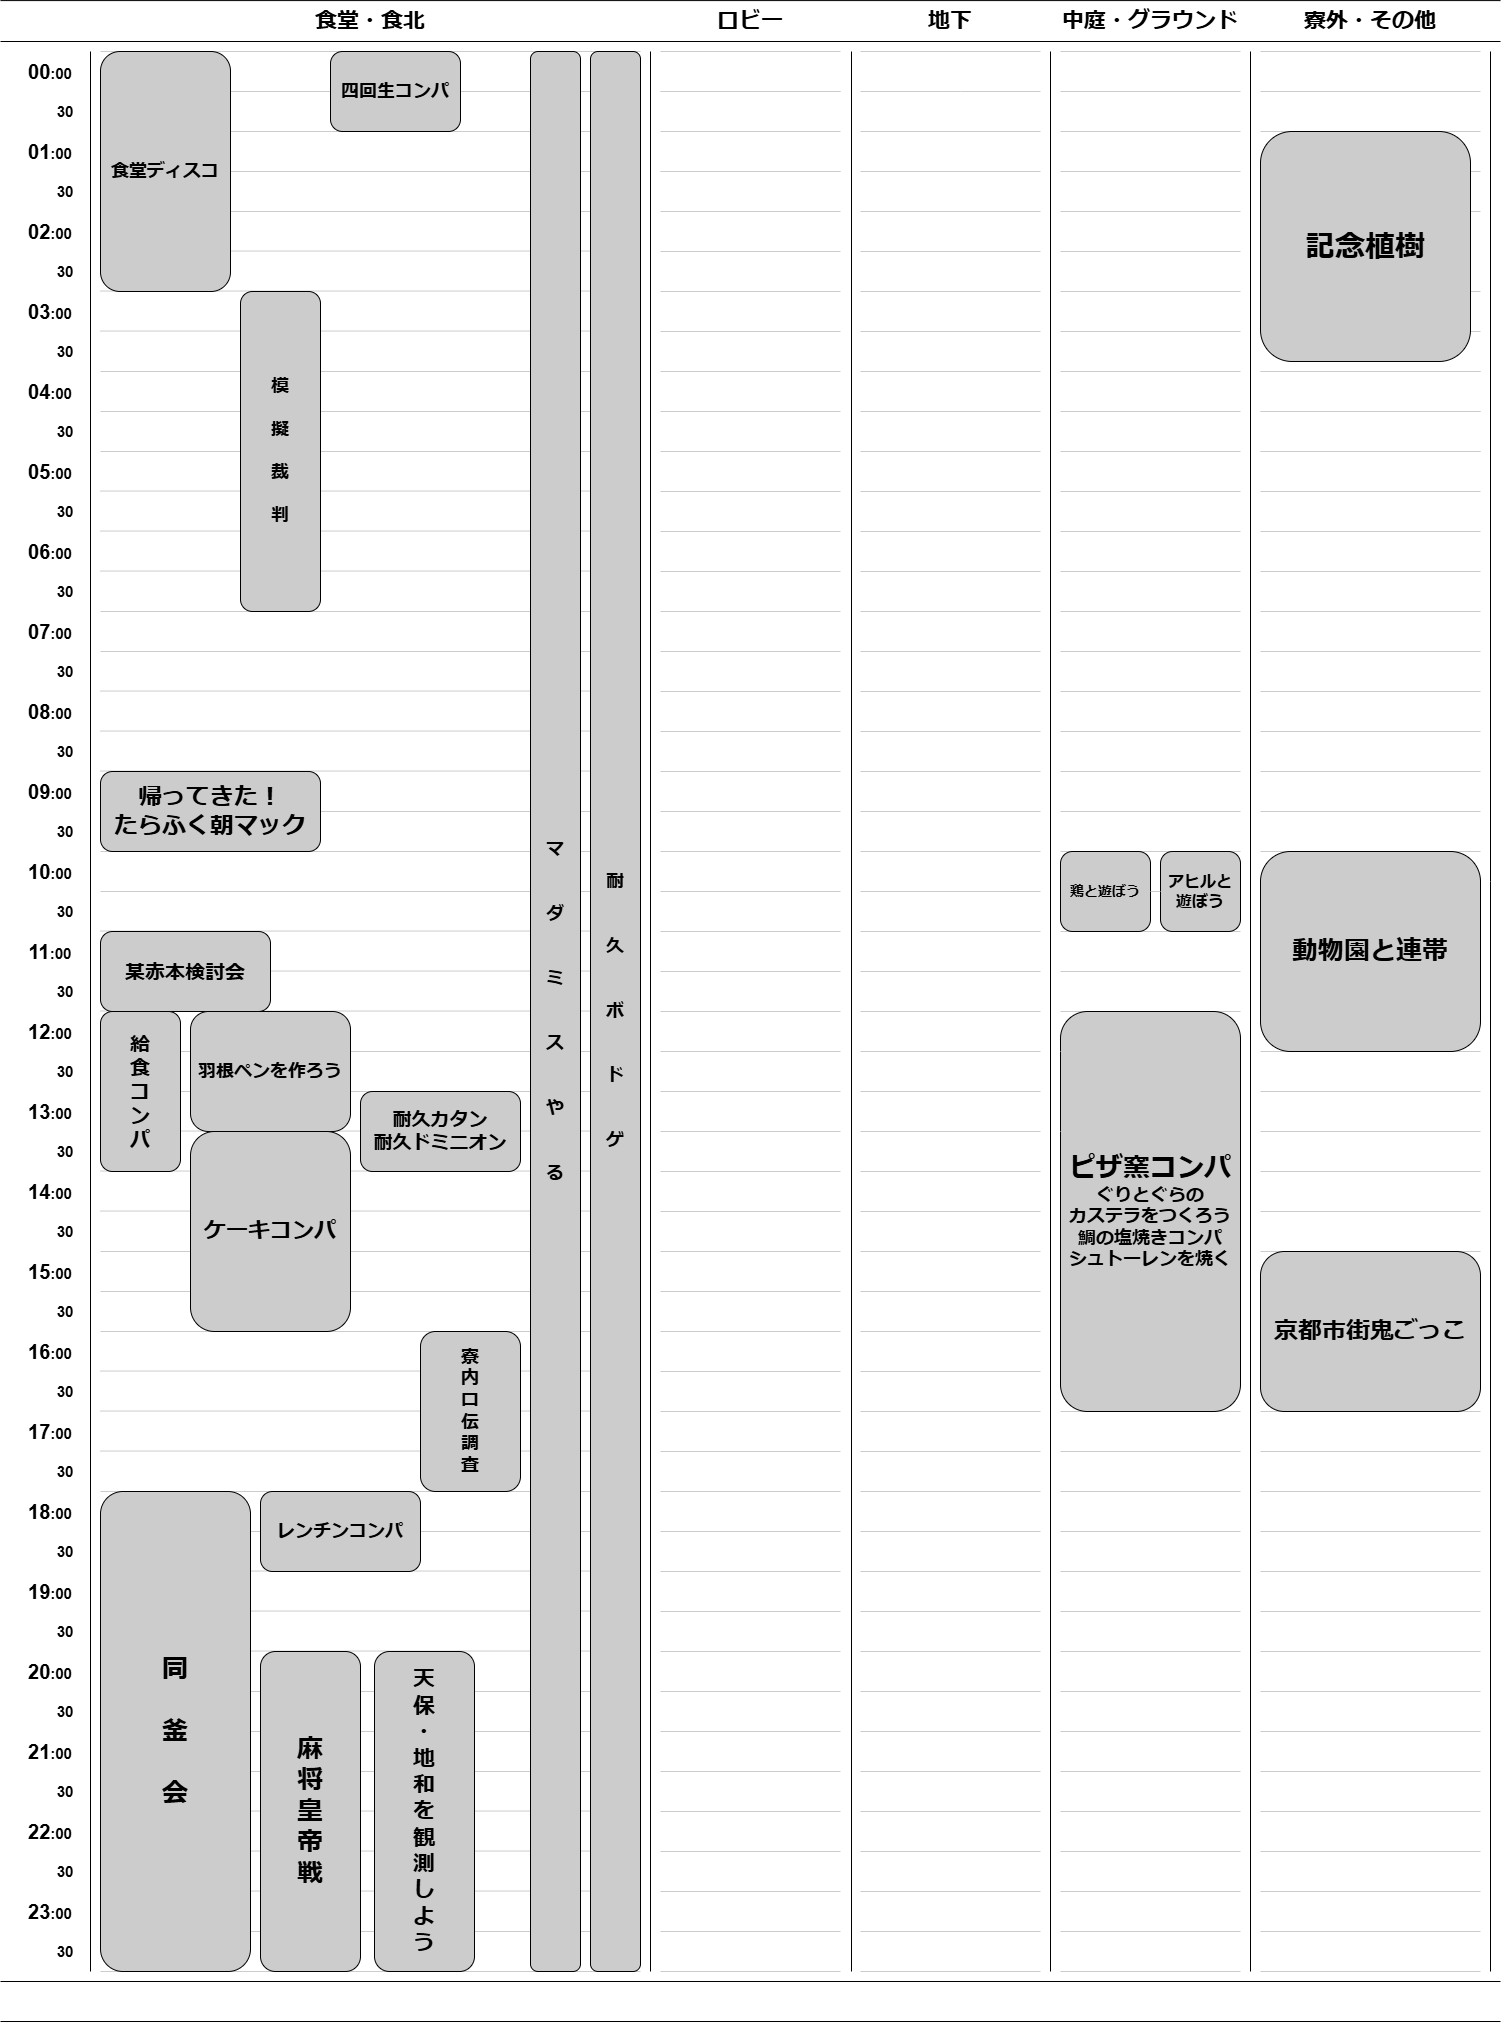 食堂・食北
ロビー
地下
中庭・グラウンド
寮外・その他
00:00
30
01:00
30
02:00
30
03:00
30
04:00
30
05:00
30
06:00
30
07:00
30
08:00
30
09:00
30
10:00
30
11:00
30
12:00
30
13:00
30
14:00
30
15:00
30
16:00
30
17:00
30
18:00
30
19:00
30
20:00
30
21:00
30
22:00
30
23:00
30
食堂ディスコ
四回生コンパ
模擬裁判
帰ってきた！
たらふく朝マック
某赤本検討会
給食コンパ
羽根ペンを作ろう
耐久カタン
耐久ドミニオン
ケーキコンパ
寮内口伝調査
同釜会
レンチンコンパ
麻将皇帝戦
天保・地和を観測しよう
マダミスやる
耐久ボドゲ
鶏と遊ぼう
アヒルと
遊ぼう
ピザ窯コンパ
ぐりとぐらの
カステラをつくろう
鯛の塩焼きコンパ
シュトーレンを焼く
記念植樹
動物園と連帯
京都市街鬼ごっこ